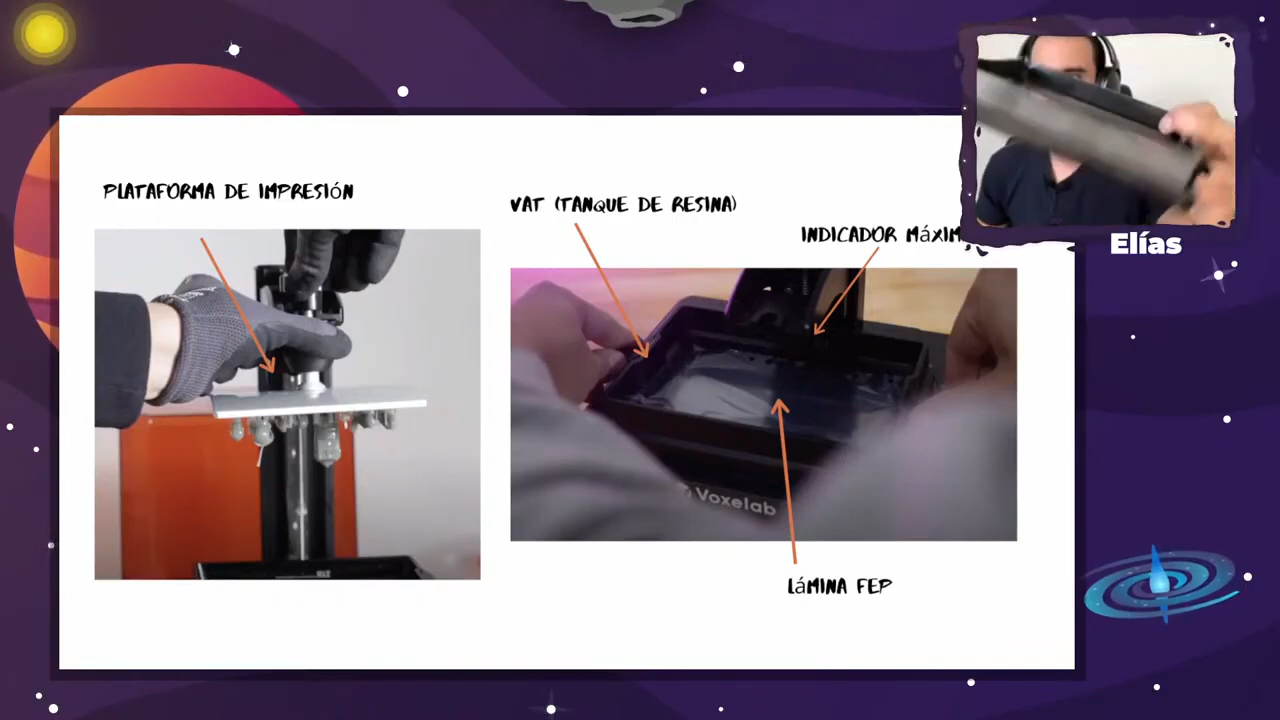 PLATAFORMA DE IMPRESIÓN
VAT (TANQUE DE RESINA)
INDICADOR MÁXIM
Elías
Voxelab
LÁMINA FEP